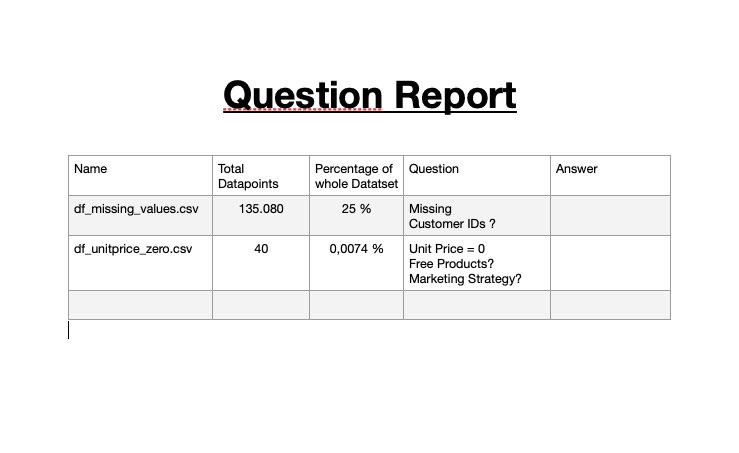 Question Report
Name
Total
Datapoints
Percentage of
whole Datatset
Question
Answer
df_missing_values.csv
135.080
25 %
Missing
Customer IDs ?
df_unitprice_zero.csv
40
0,0074 %
Unit Price = 0
Free Products?
Marketing Strategy?